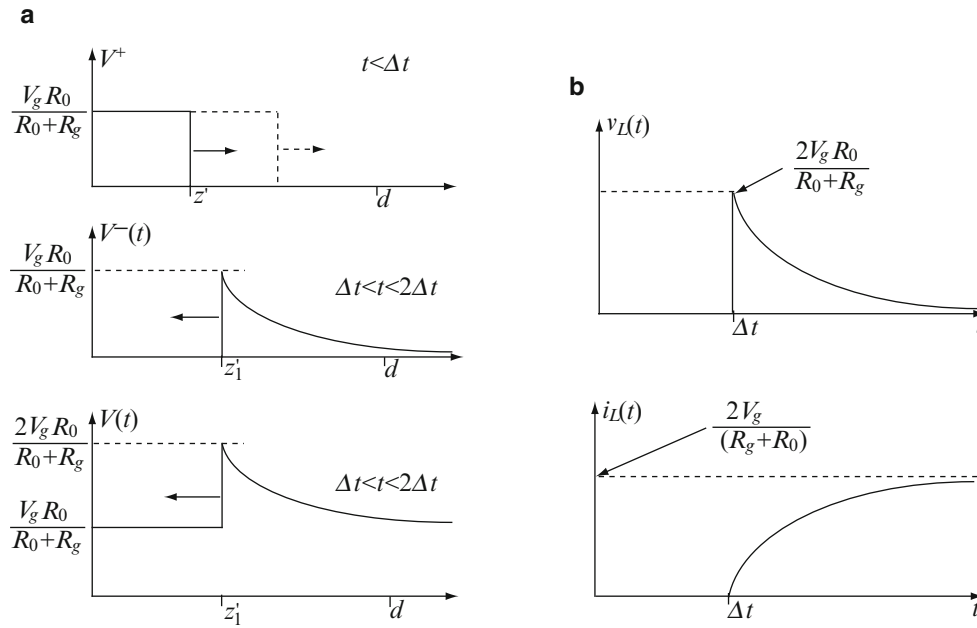 a
V⁺
t<Δt
V_g R_0
R_0+R_g
z'
d
V⁻(t)
V_g R_0
R_0+R_g
Δt<t<2Δt
z'_1
d
V(t)
2V_g R_0
R_0+R_g
Δt<t<2Δt
V_g R_0
R_0+R_g
z'_1
d
b
v_L(t)
2V_g R_0
R_0+R_g
Δt
i_L(t)
2V_g
(R_g+R_0)
Δt
t